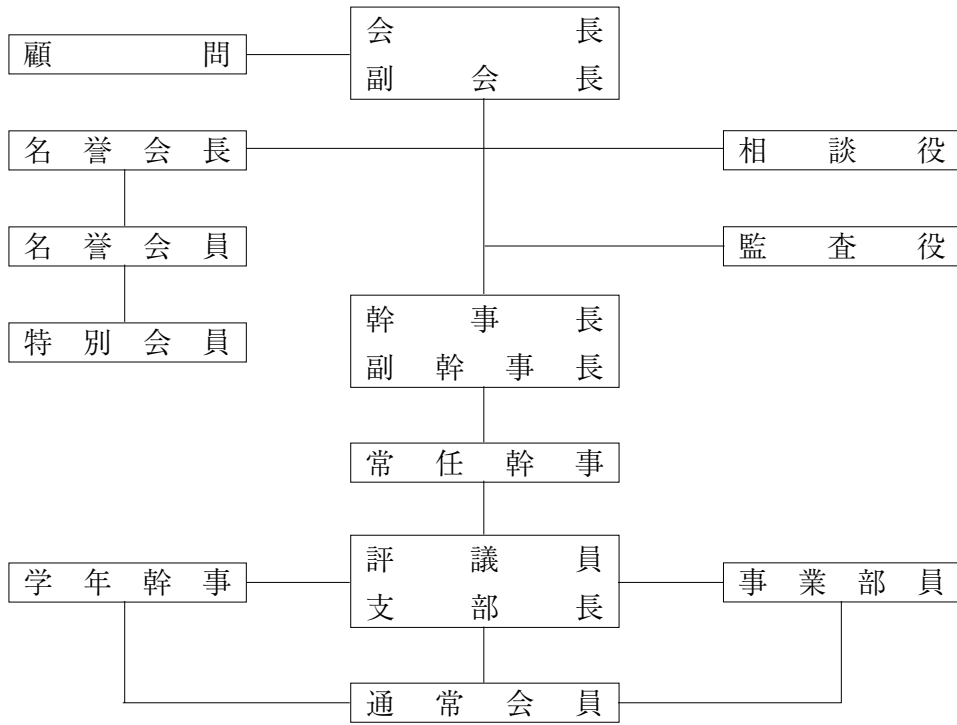 会長
副会長
顧問
名誉会長
相談役
名誉会員
監査役
特別会員
幹事長
副幹事長
常任幹事
評議員
支部長
学年幹事
事業部員
通常会員